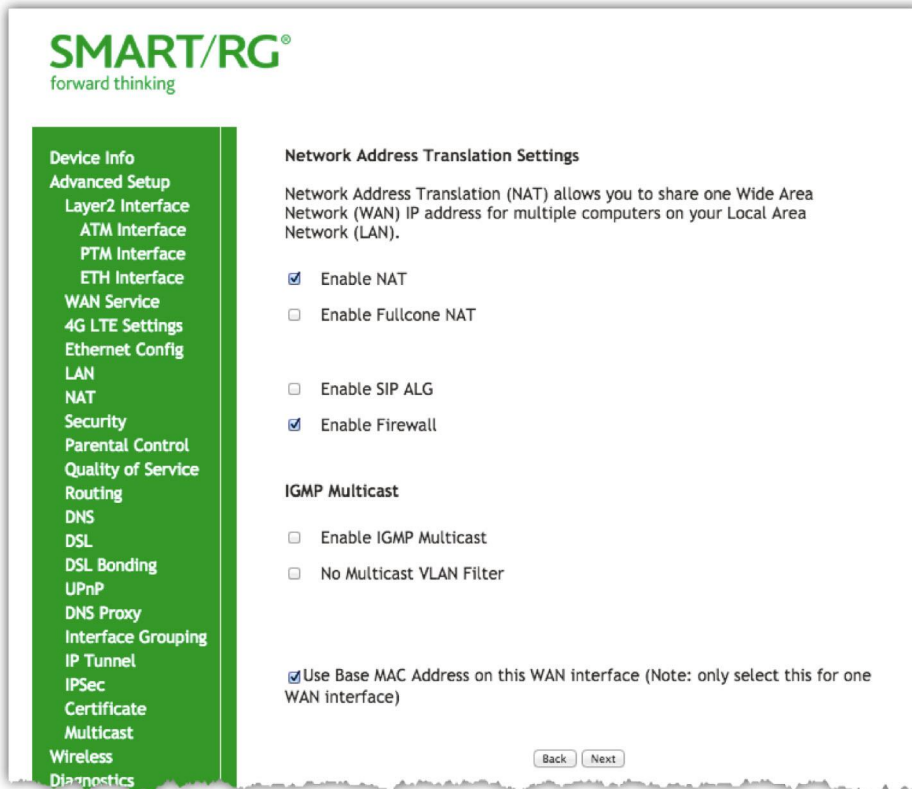 SMART/RG®
forward thinking
Device Info
Advanced Setup
Layer2 Interface
ATM Interface
PTM Interface
ETH Interface
WAN Service
4G LTE Settings
Ethernet Config
LAN
NAT
Security
Parental Control
Quality of Service
Routing
DNS
DSL
DSL Bonding
UPnP
DNS Proxy
Interface Grouping
IP Tunnel
IPSec
Certificate
Multicast
Wireless
Diagnostics
Network Address Translation Settings
Network Address Translation (NAT) allows you to share one Wide Area
Network (WAN) IP address for multiple computers on your Local Area
Network (LAN).
Enable NAT
Enable Fullcone NAT
Enable SIP ALG
Enable Firewall
IGMP Multicast
Enable IGMP Multicast
No Multicast VLAN Filter
Use Base MAC Address on this WAN interface (Note: only select this for one
WAN interface)
Back Next